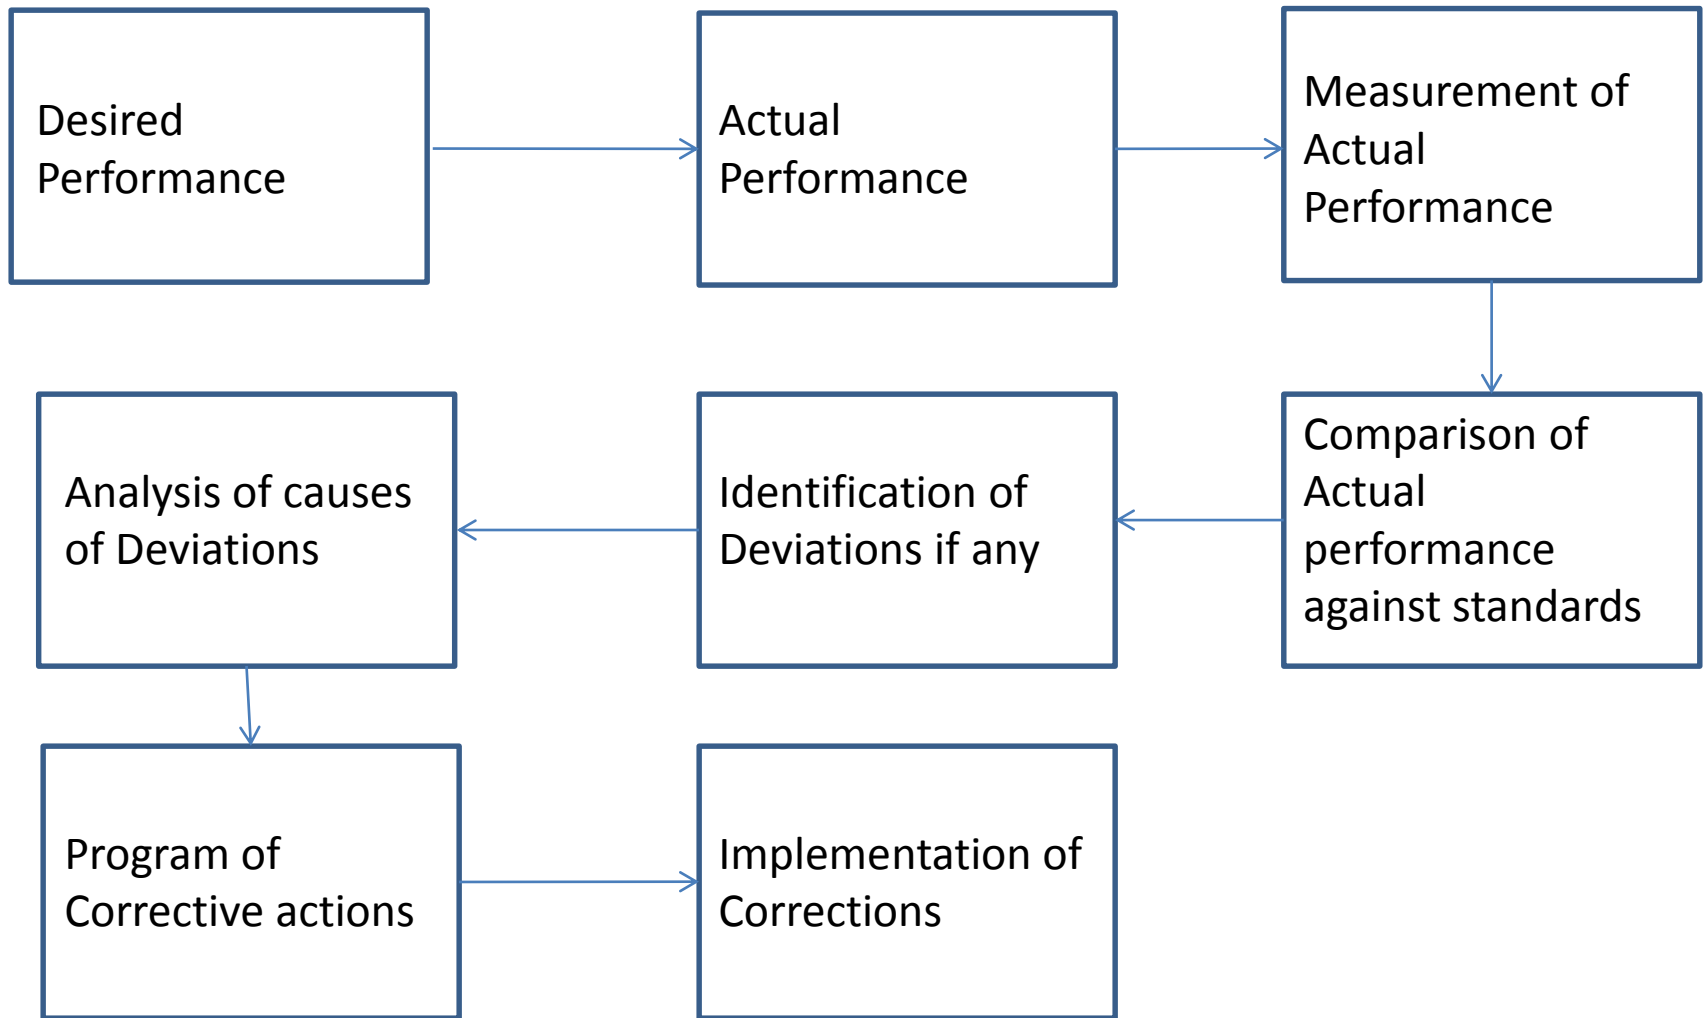 Desired
Performance
Actual
Performance
Measurement of
Actual
Performance
Comparison of
Actual
performance
against standards
Identification of
Deviations if any
Analysis of causes
of Deviations
Program of
Corrective actions
Implementation of
Corrections